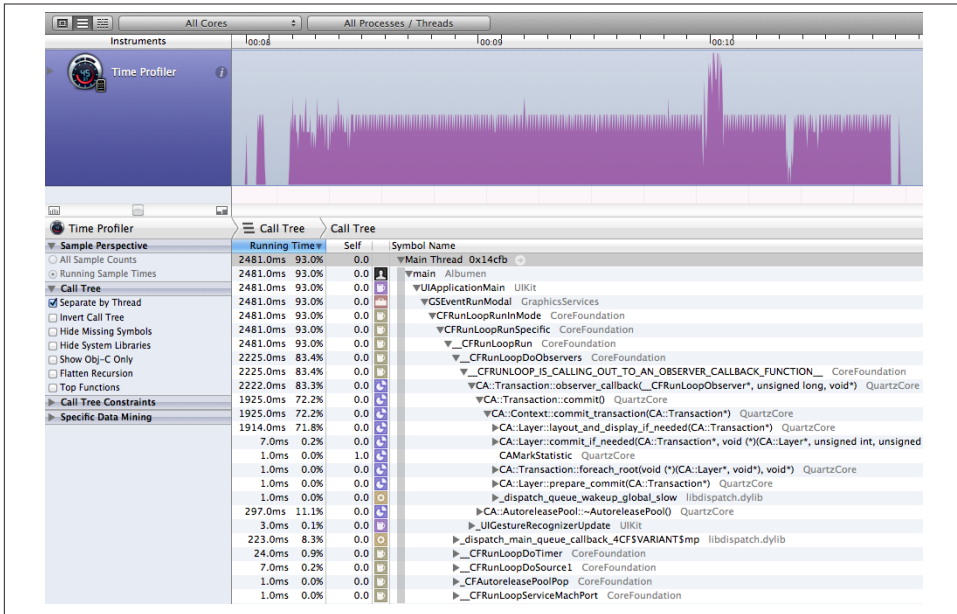 All Cores
All Processes / Threads
Instruments
00:08
00:09
00:10
Time Profiler
Time Profiler
Call Tree
Call Tree
Sample Perspective
All Sample Counts
Running Sample Times
Call Tree
Separate by Thread
Invert Call Tree
Hide Missing Symbols
Hide System Libraries
Show Obj-C Only
Flatten Recursion
Top Functions
Call Tree Constraints
Specific Data Mining
Running Time Self Symbol Name
2481.0ms 93.0% 0.0 Main Thread 0x14cfb
2481.0ms 93.0% 0.0 main Albumen
2481.0ms 93.0% 0.0 UIApplicationMain UIKit
2481.0ms 93.0% 0.0 GSEventRunModal GraphicsServices
2481.0ms 93.0% 0.0 CFRunLoopRunInMode CoreFoundation
2481.0ms 93.0% 0.0 CFRunLoopRunSpecific CoreFoundation
2481.0ms 93.0% 0.0 __CFRunLoopRun CoreFoundation
2225.0ms 83.4% 0.0 __CFRunLoopDoObservers CoreFoundation
2225.0ms 83.4% 0.0 __CFRUNLOOP_IS_CALLING_OUT_TO_AN_OBSERVER_CALLBACK_FUNCTION__ CoreFoundation
2222.0ms 83.3% 0.0 CA::Transaction::observer_callback(__CFRunLoopObserver*, unsigned long, void*) QuartzCore
1925.0ms 72.2% 0.0 CA::Transaction::commit() QuartzCore
1925.0ms 72.2% 0.0 CA::Context::commit_transaction(CA::Transaction*) QuartzCore
1914.0ms 71.8% 0.0 CA::Layer::layout_and_display_if_needed(CA::Transaction*) QuartzCore
7.0ms 0.2% 0.0 CA::Layer::commit_if_needed(CA::Transaction*, void (*)(CA::Layer*, unsigned int, unsigned
1.0ms 0.0% 1.0 CAMarkStatistic QuartzCore
1.0ms 0.0% 0.0 CA::Transaction::foreach_root(void (*)(CA::Layer*, void*), void*) QuartzCore
1.0ms 0.0% 0.0 CA::Layer::prepare_commit(CA::Transaction*) QuartzCore
1.0ms 0.0% 0.0 _dispatch_queue_wakeup_global_slow libdispatch.dylib
297.0ms 11.1% 0.0 CA::AutoreleasePool::~AutoreleasePool() QuartzCore
3.0ms 0.1% 0.0 _UIGestureRecognizerUpdate UIKit
223.0ms 8.3% 0.0 _dispatch_main_queue_callback_4CF$VARIANT$mp libdispatch.dylib
24.0ms 0.9% 0.0 __CFRunLoopDoTimer CoreFoundation
7.0ms 0.2% 0.0 __CFRunLoopDoSource1 CoreFoundation
1.0ms 0.0% 0.0 _CFAutoreleasePoolPop CoreFoundation
1.0ms 0.0% 0.0 __CFRunLoopServiceMachPort CoreFoundation